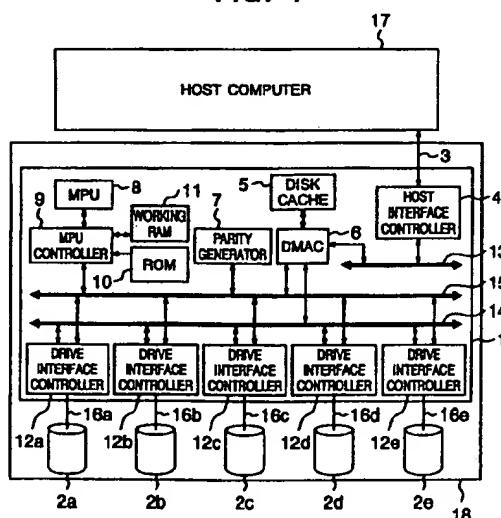 17
HOST COMPUTER
3
5
DISK CACHE
11
8
MPU
9
WORKING RAM
7
6
4
HOST INTERFACE CONTROLLER
MPU CONTROLLER
PARITY GENERATOR
DMAC
ROM
10
13
15
14
1
DRIVE INTERFACE CONTROLLER
DRIVE INTERFACE CONTROLLER
DRIVE INTERFACE CONTROLLER
DRIVE INTERFACE CONTROLLER
DRIVE INTERFACE CONTROLLER
12a 16a 12b 16b 12c 16c 12d 16d 12e 16e
2a 2b 2c 2d 2e
18